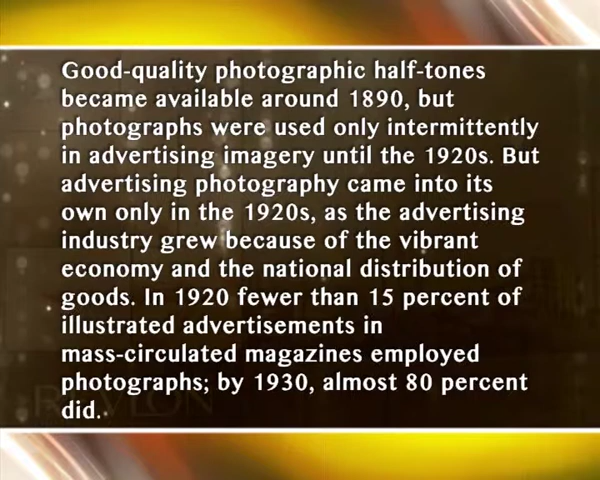 Good-quality photographic half-tones
became available around 1890, but
photographs were used only intermittently
in advertising imagery until the 1920s. But
advertising photography came into its
own only in the 1920s, as the advertising
industry grew because of the vibrant
economy and the national distribution of
goods. In 1920 fewer than 15 percent of
illustrated advertisements in
mass-circulated magazines employed
photographs; by 1930, almost 80 percent
did.
REVLON